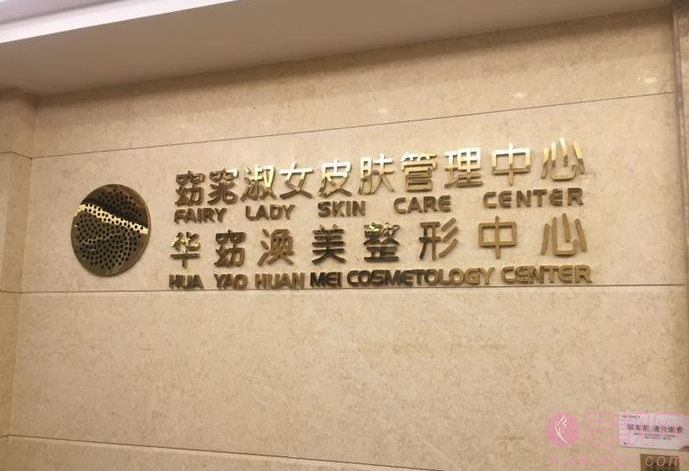 窈窕淑女皮肤管理中心
FAIRY LADY SKIN CARE CENTER
华窈渙美整形中心
HUA YAO HUAN MEI COSMETOLOGY CENTER